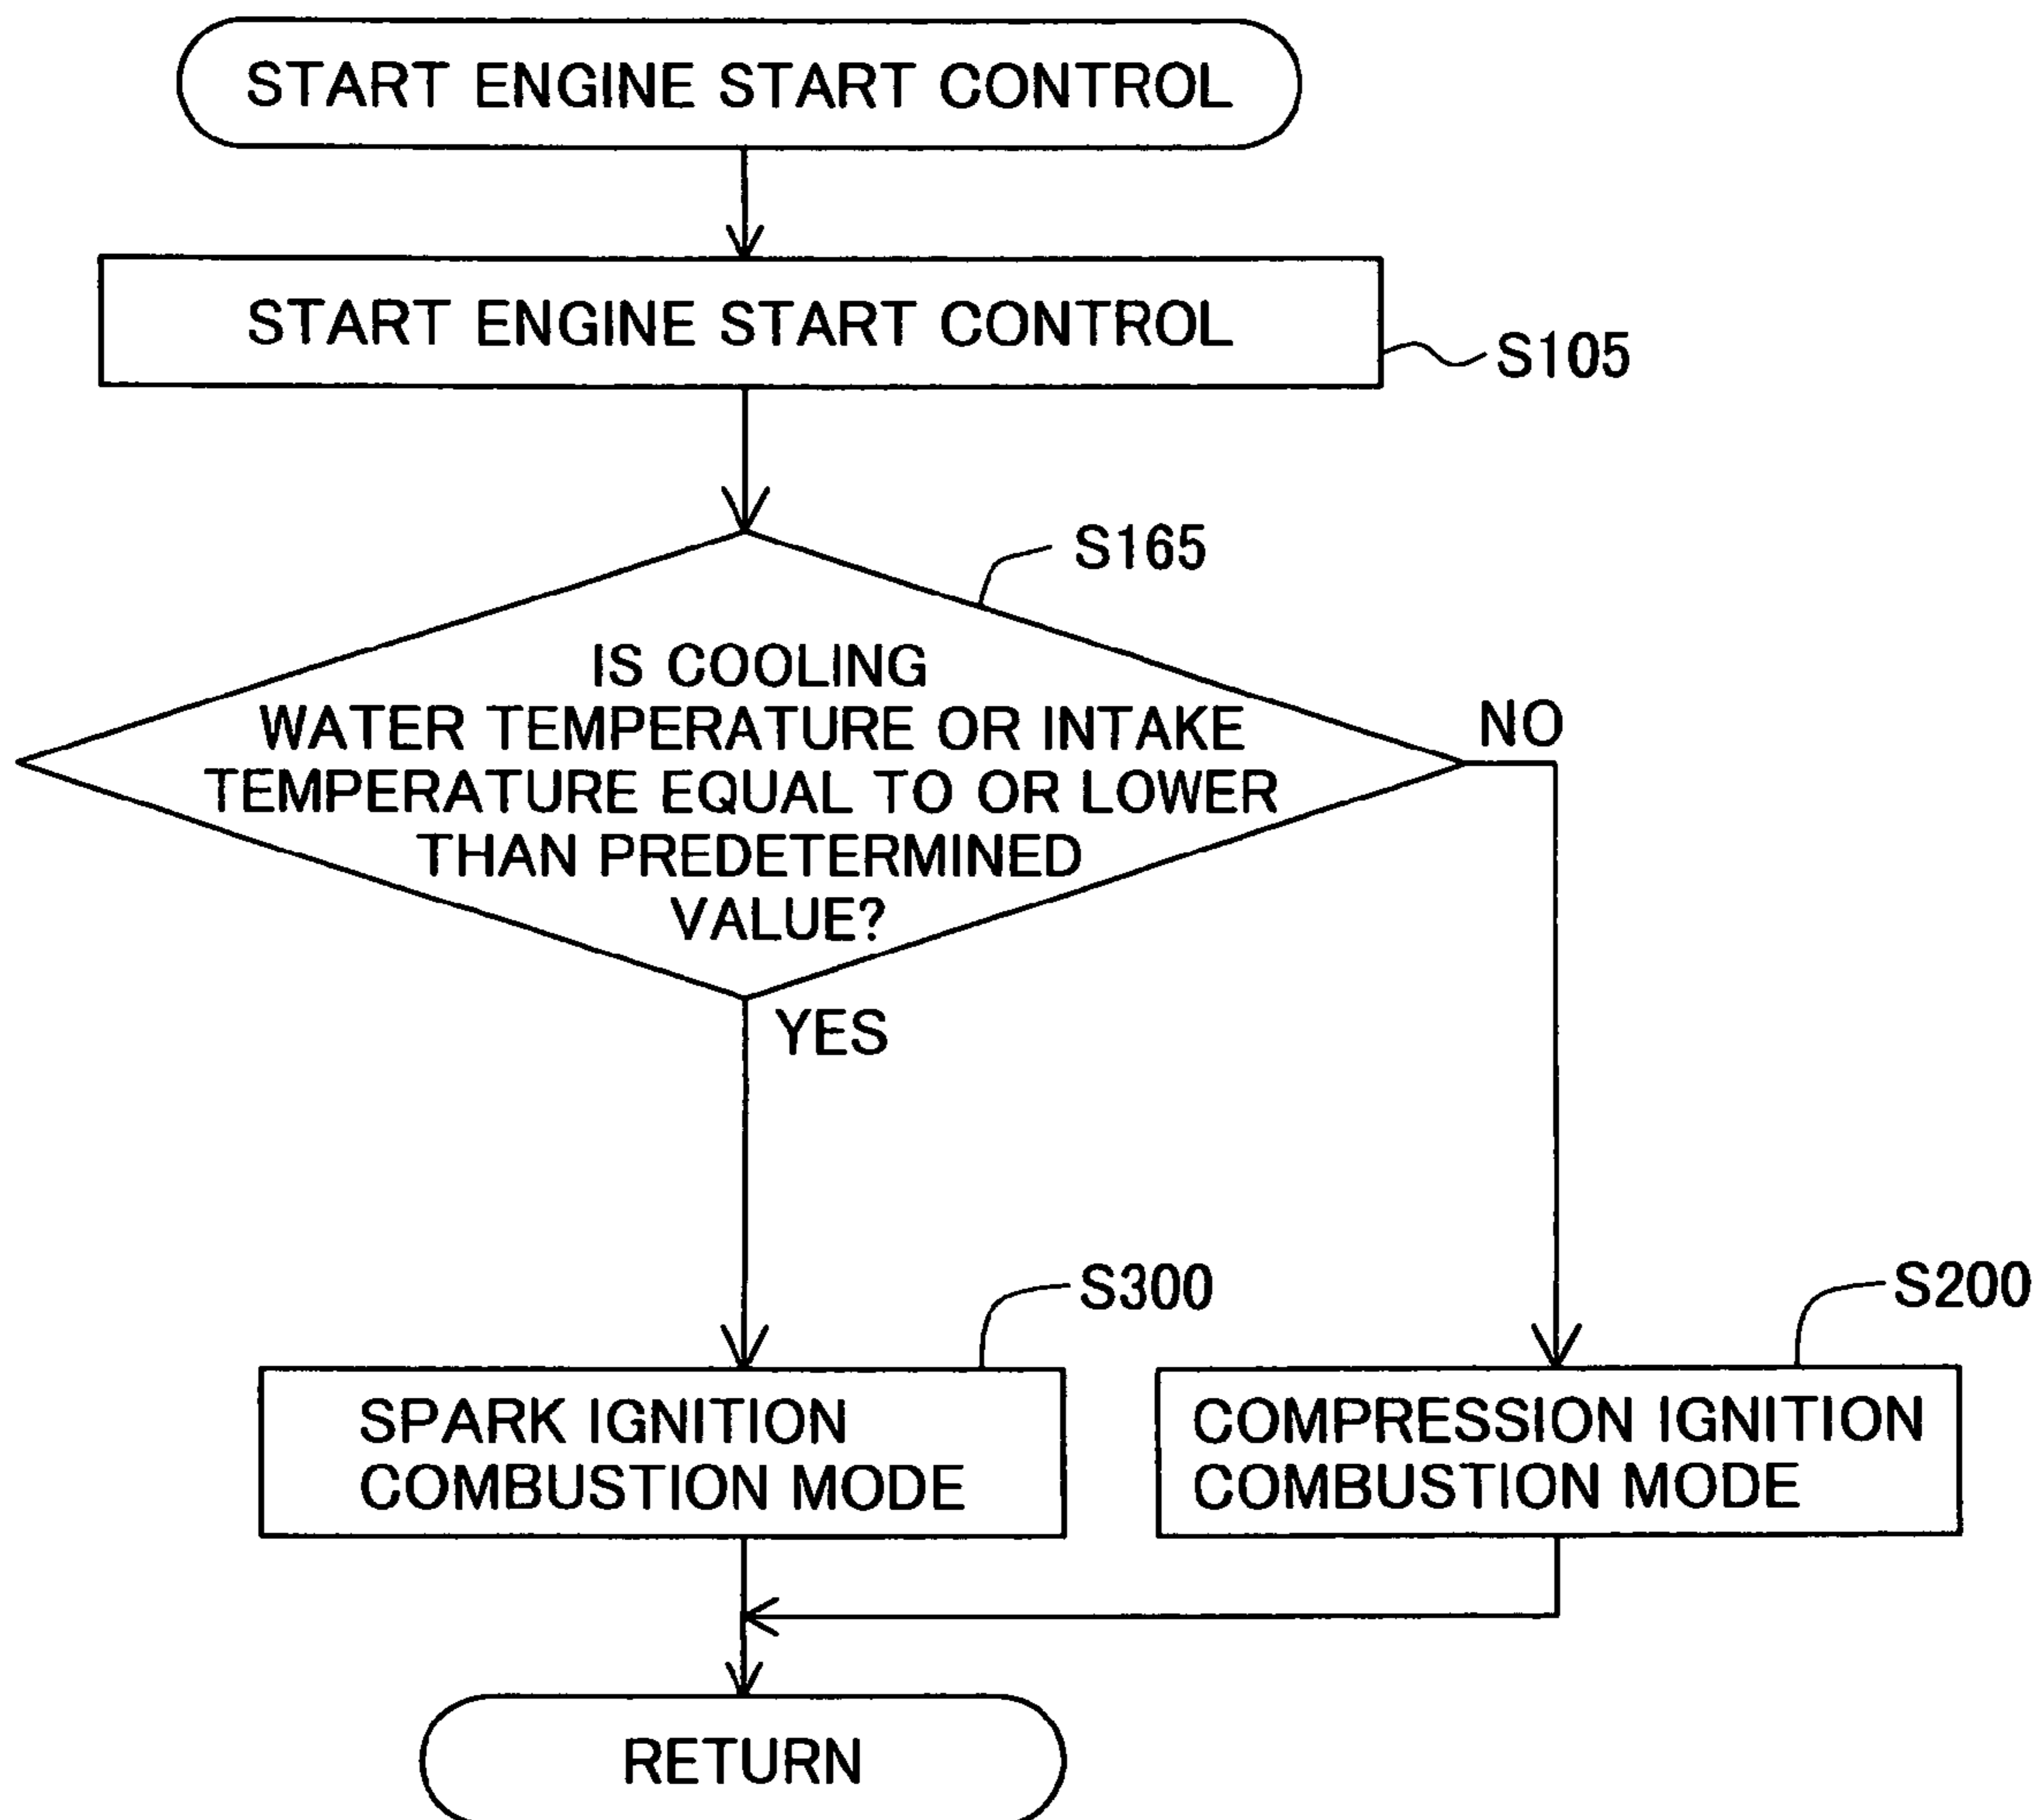 START ENGINE START CONTROL
START ENGINE START CONTROL
S105
S165
IS COOLING
WATER TEMPERATURE OR INTAKE
TEMPERATURE EQUAL TO OR LOWER
THAN PREDETERMINED
VALUE?
NO
YES
S300
S200
SPARK IGNITION
COMBUSTION MODE
COMPRESSION IGNITION
COMBUSTION MODE
RETURN